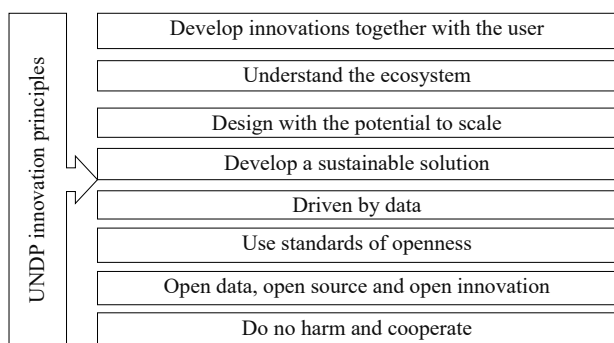 UNDP innovation principles
Develop innovations together with the user
Understand the ecosystem
Design with the potential to scale
Develop a sustainable solution
Driven by data
Use standards of openness
Open data, open source and open innovation
Do no harm and cooperate